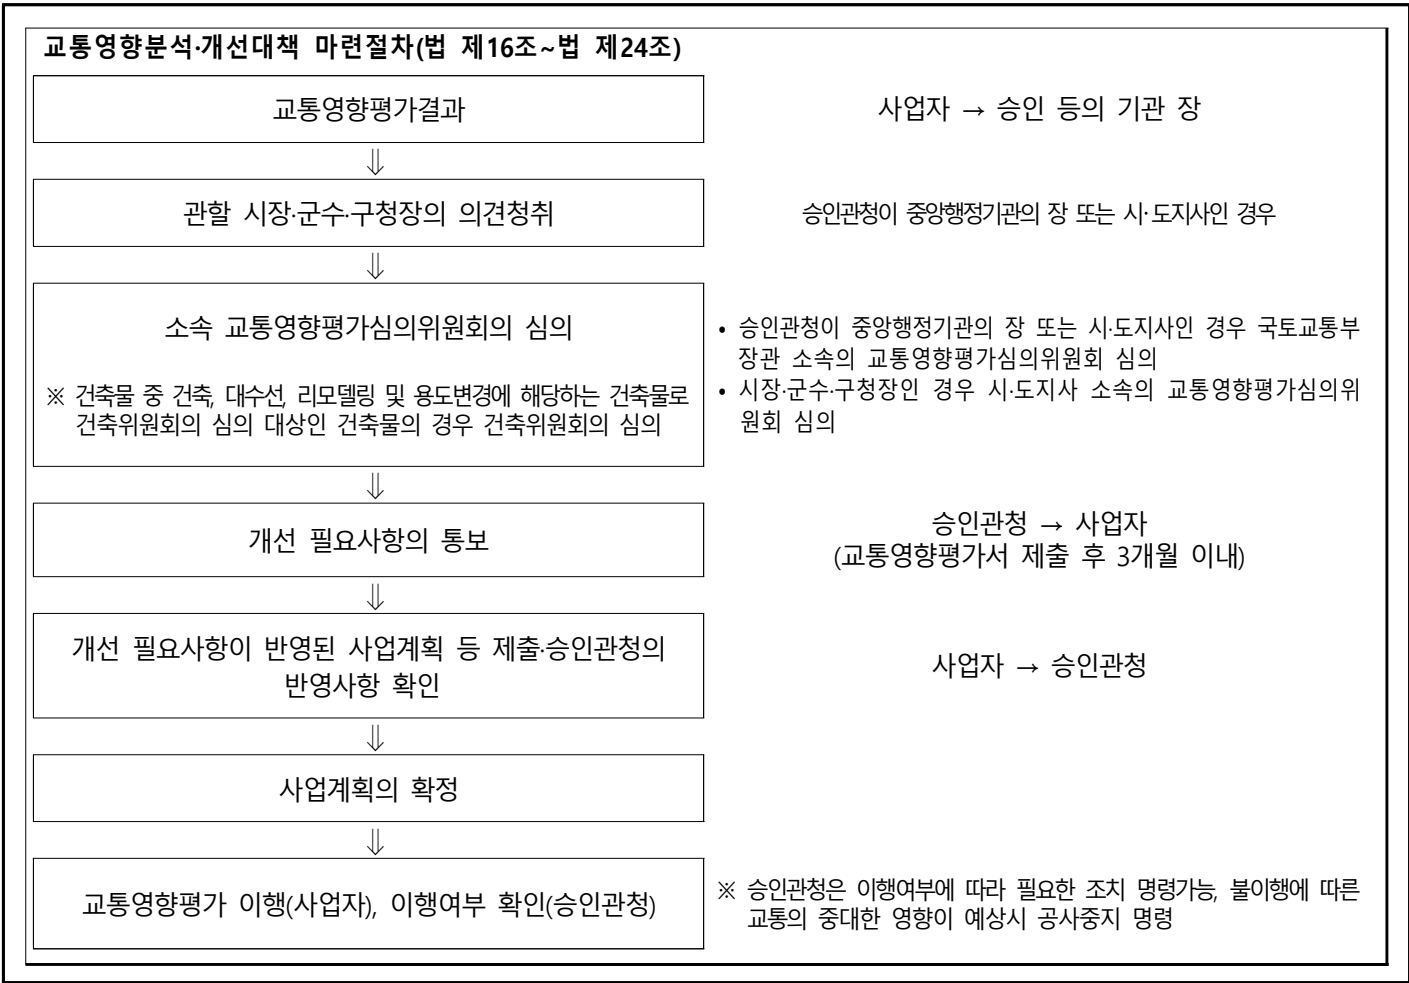 교통영향분석·개선대책 마련절차(법 제16조~법 제24조)
교통영향평가결과
사업자 → 승인 등의 기관 장
⇓
관할 시장·군수·구청장의 의견청취
승인관청이 중앙행정기관의 장 또는 시·도지사인 경우
⇓
소속 교통영향평가심의위원회의 심의
※ 건축물 중 건축, 대수선, 리모델링 및 용도변경에 해당하는 건축물로
건축위원회의 심의 대상인 건축물의 경우 건축위원회의 심의
• 승인관청이 중앙행정기관의 장 또는 시·도지사인 경우 국토교통부
장관 소속의 교통영향평가심의위원회 심의
• 시장·군수·구청장인 경우 시·도지사 소속의 교통영향평가심의위
원회 심의
⇓
개선 필요사항의 통보
승인관청 → 사업자
(교통영향평가서 제출 후 3개월 이내)
⇓
개선 필요사항이 반영된 사업계획 등 제출·승인관청의
반영사항 확인
사업자 → 승인관청
⇓
사업계획의 확정
⇓
교통영향평가 이행(사업자), 이행여부 확인(승인관청)
※ 승인관청은 이행여부에 따라 필요한 조치 명령가능, 불이행에 따른
교통의 중대한 영향이 예상시 공사중지 명령